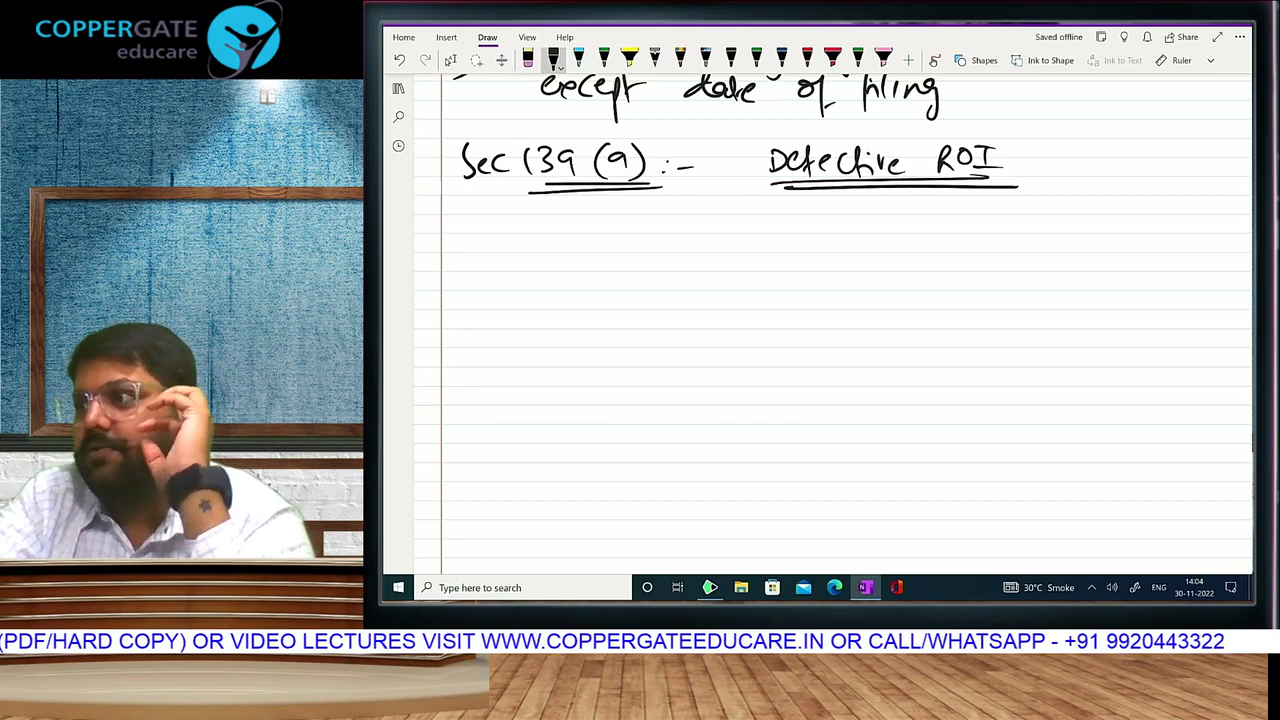 COPPERGATE
educare
Home Insert Draw View Help
Saved offline
Share
Shapes
Ink to Shape
Ink to Text
Ruler
except date of filing
Sec 139 (9) :- Defective ROI
Type here to search
30°C Smoke
ENG
14:04
30-11-2022
(PDF/HARD COPY) OR VIDEO LECTURES VISIT WWW.COPPERGATEEDUCARE.IN OR CALL/WHATSAPP - +91 9920443322